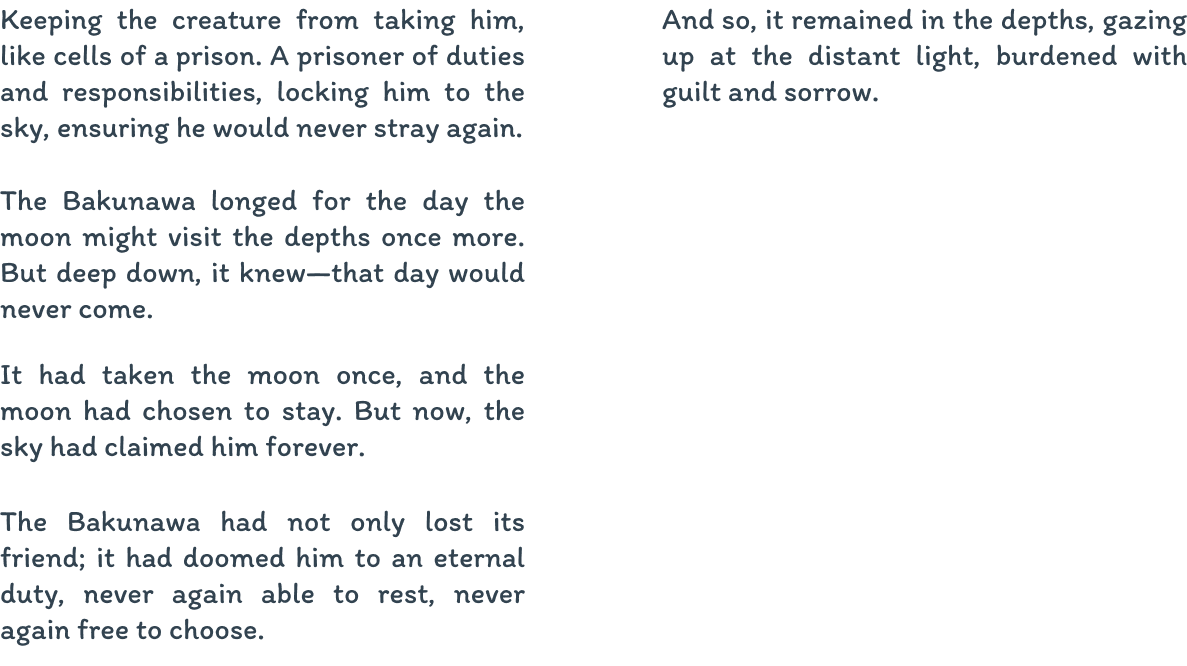 Keeping the creature from taking him,
like cells of a prison. A prisoner of duties
and responsibilities, locking him to the
sky, ensuring he would never stray again.
The Bakunawa longed for the day the
moon might visit the depths once more.
But deep down, it knew—that day would
never come.
It had taken the moon once, and the
moon had chosen to stay. But now, the
sky had claimed him forever.
The Bakunawa had not only lost its
friend; it had doomed him to an eternal
duty, never again able to rest, never
again free to choose.
And so, it remained in the depths, gazing
up at the distant light, burdened with
guilt and sorrow.